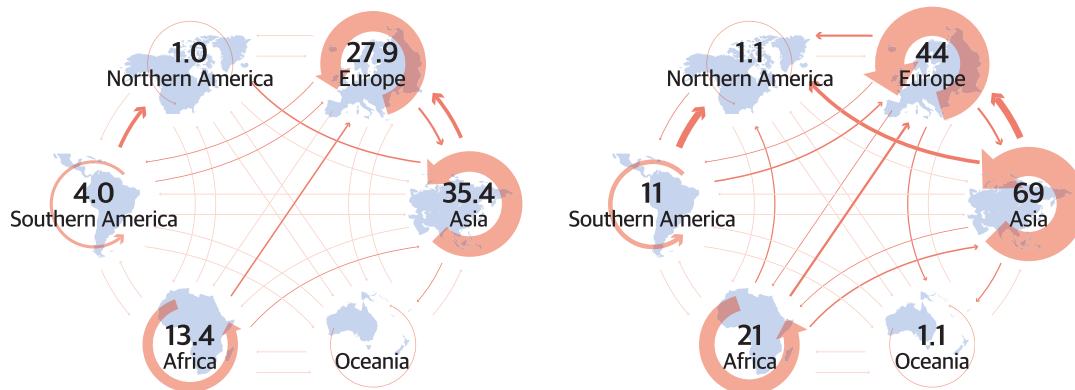 1.0
Northern America
27.9
Europe
4.0
Southern America
35.4
Asia
13.4
Africa
Oceania
1.1
Northern America
44
Europe
11
Southern America
69
Asia
21
Africa
1.1
Oceania